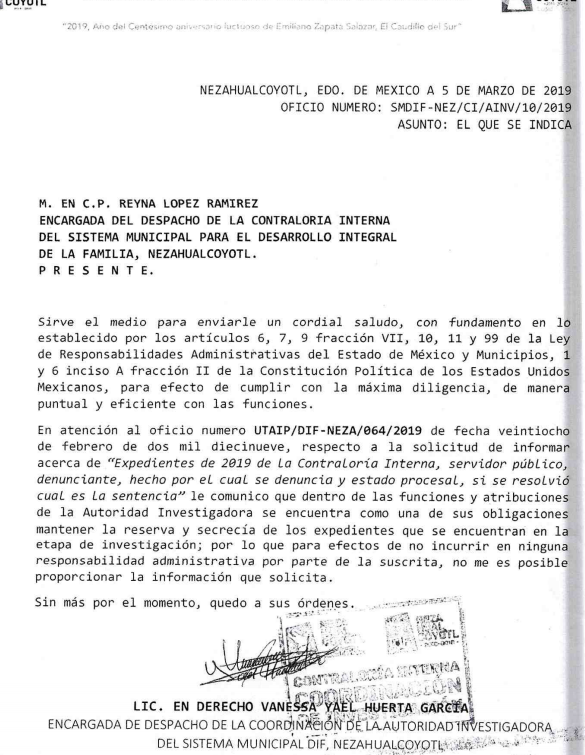 COYOTL
"2019, Año del Centésimo aniversario luctuoso de Emiliano Zapata Salazar, El Caudillo del Sur"
NEZAHUALCOYOTL, EDO. DE MEXICO A 5 DE MARZO DE 2019
OFICIO NUMERO: SMDIF-NEZ/CI/AINV/10/2019
ASUNTO: EL QUE SE INDICA
M. EN C.P. REYNA LOPEZ RAMIREZ
ENCARGADA DEL DESPACHO DE LA CONTRALORIA INTERNA
DEL SISTEMA MUNICIPAL PARA EL DESARROLLO INTEGRAL
DE LA FAMILIA, NEZAHUALCOYOTL.
P R E S E N T E.
Sirve el medio para enviarle un cordial saludo, con fundamento en lo
establecido por los artículos 6, 7, 9 fracción VII, 10, 11 y 99 de la Ley
de Responsabilidades Administrativas del Estado de México y Municipios, 1
y 6 inciso A fracción II de la Constitución Política de los Estados Unidos
Mexicanos, para efecto de cumplir con la máxima diligencia, de manera
puntual y eficiente con las funciones.
En atención al oficio numero UTAIP/DIF-NEZA/064/2019 de fecha veintiocho
de febrero de dos mil diecinueve, respecto a la solicitud de informar
acerca de "Expedientes de 2019 de la Contraloría Interna, servidor público,
denunciante, hecho por el cual se denuncia y estado procesal, si se resolvió
cual es la sentencia" le comunico que dentro de las funciones y atribuciones
de la Autoridad Investigadora se encuentra como una de sus obligaciones
mantener la reserva y secrecía de los expedientes que se encuentran en la
etapa de investigación; por lo que para efectos de no incurrir en ninguna
responsabilidad administrativa por parte de la suscrita, no me es posible
proporcionar la información que solicita.
Sin más por el momento, quedo a sus órdenes.
CONTRALORÍA INTERNA
COORDINACIÓN
LIC. EN DERECHO VANESSA YAEL HUERTA GARCÍA
ENCARGADA DE DESPACHO DE LA COORDINACIÓN DE LA AUTORIDAD INVESTIGADORA
DEL SISTEMA MUNICIPAL DIF, NEZAHUALCOYOTL